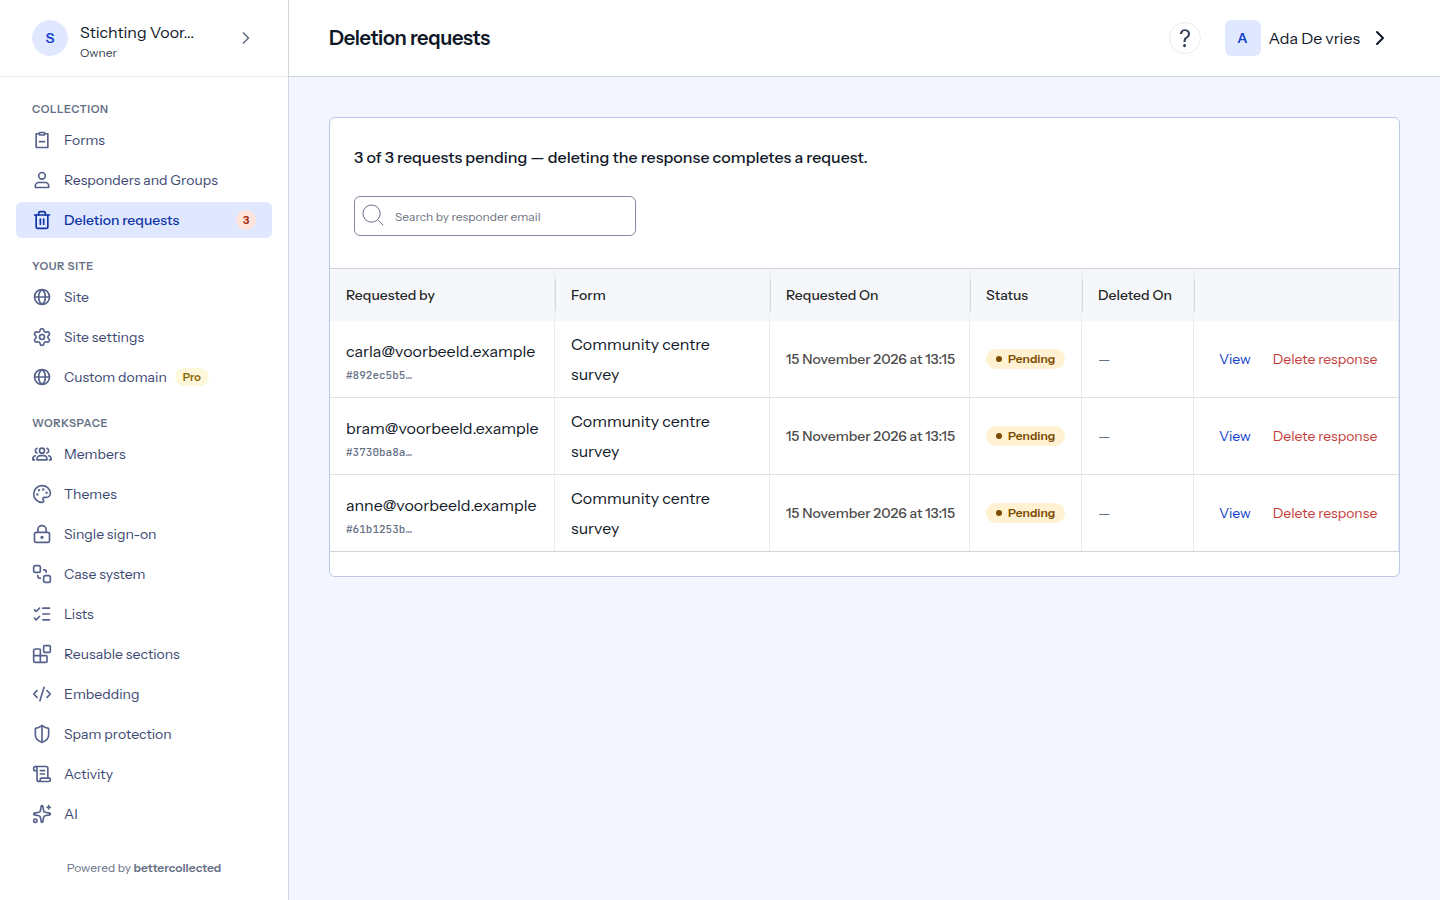 S
Stichting Voor...
Owner
Deletion requests
?
A
Ada De vries
COLLECTION
Forms
Responders and Groups
Deletion requests
3
YOUR SITE
Site
Site settings
Custom domain
Pro
WORKSPACE
Members
Themes
Single sign-on
Case system
Lists
Reusable sections
Embedding
Spam protection
Activity
AI
Powered by bettercollected
3 of 3 requests pending — deleting the response completes a request.
Search by responder email
Requested by
Form
Requested On
Status
Deleted On
carla@voorbeeld.example
#892ec5b5…
Community centre
survey
15 November 2026 at 13:15
Pending
—
View
Delete response
bram@voorbeeld.example
#3730ba8a…
Community centre
survey
15 November 2026 at 13:15
Pending
—
View
Delete response
anne@voorbeeld.example
#61b1253b…
Community centre
survey
15 November 2026 at 13:15
Pending
—
View
Delete response